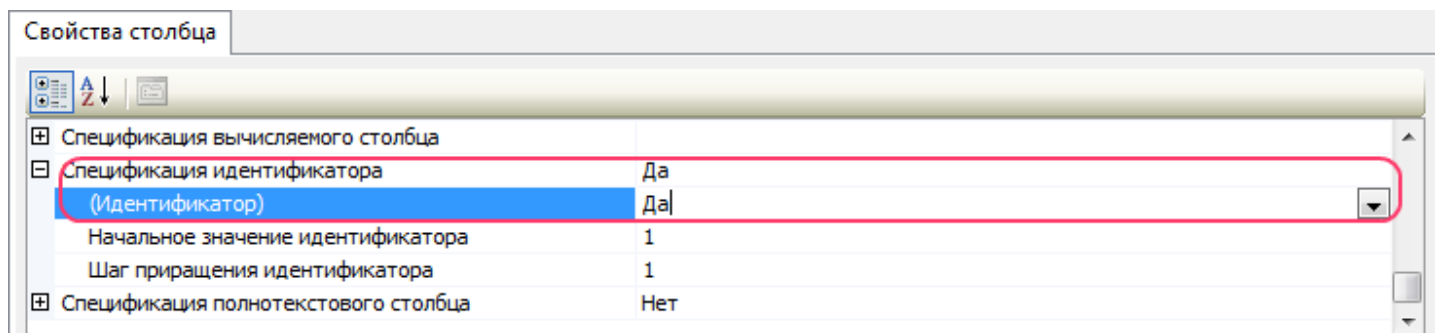 Свойства столбца
Спецификация вычисляемого столбца
Спецификация идентификатора Да
(Идентификатор) Да
Начальное значение идентификатора 1
Шаг приращения идентификатора 1
Спецификация полнотекстового столбца Нет